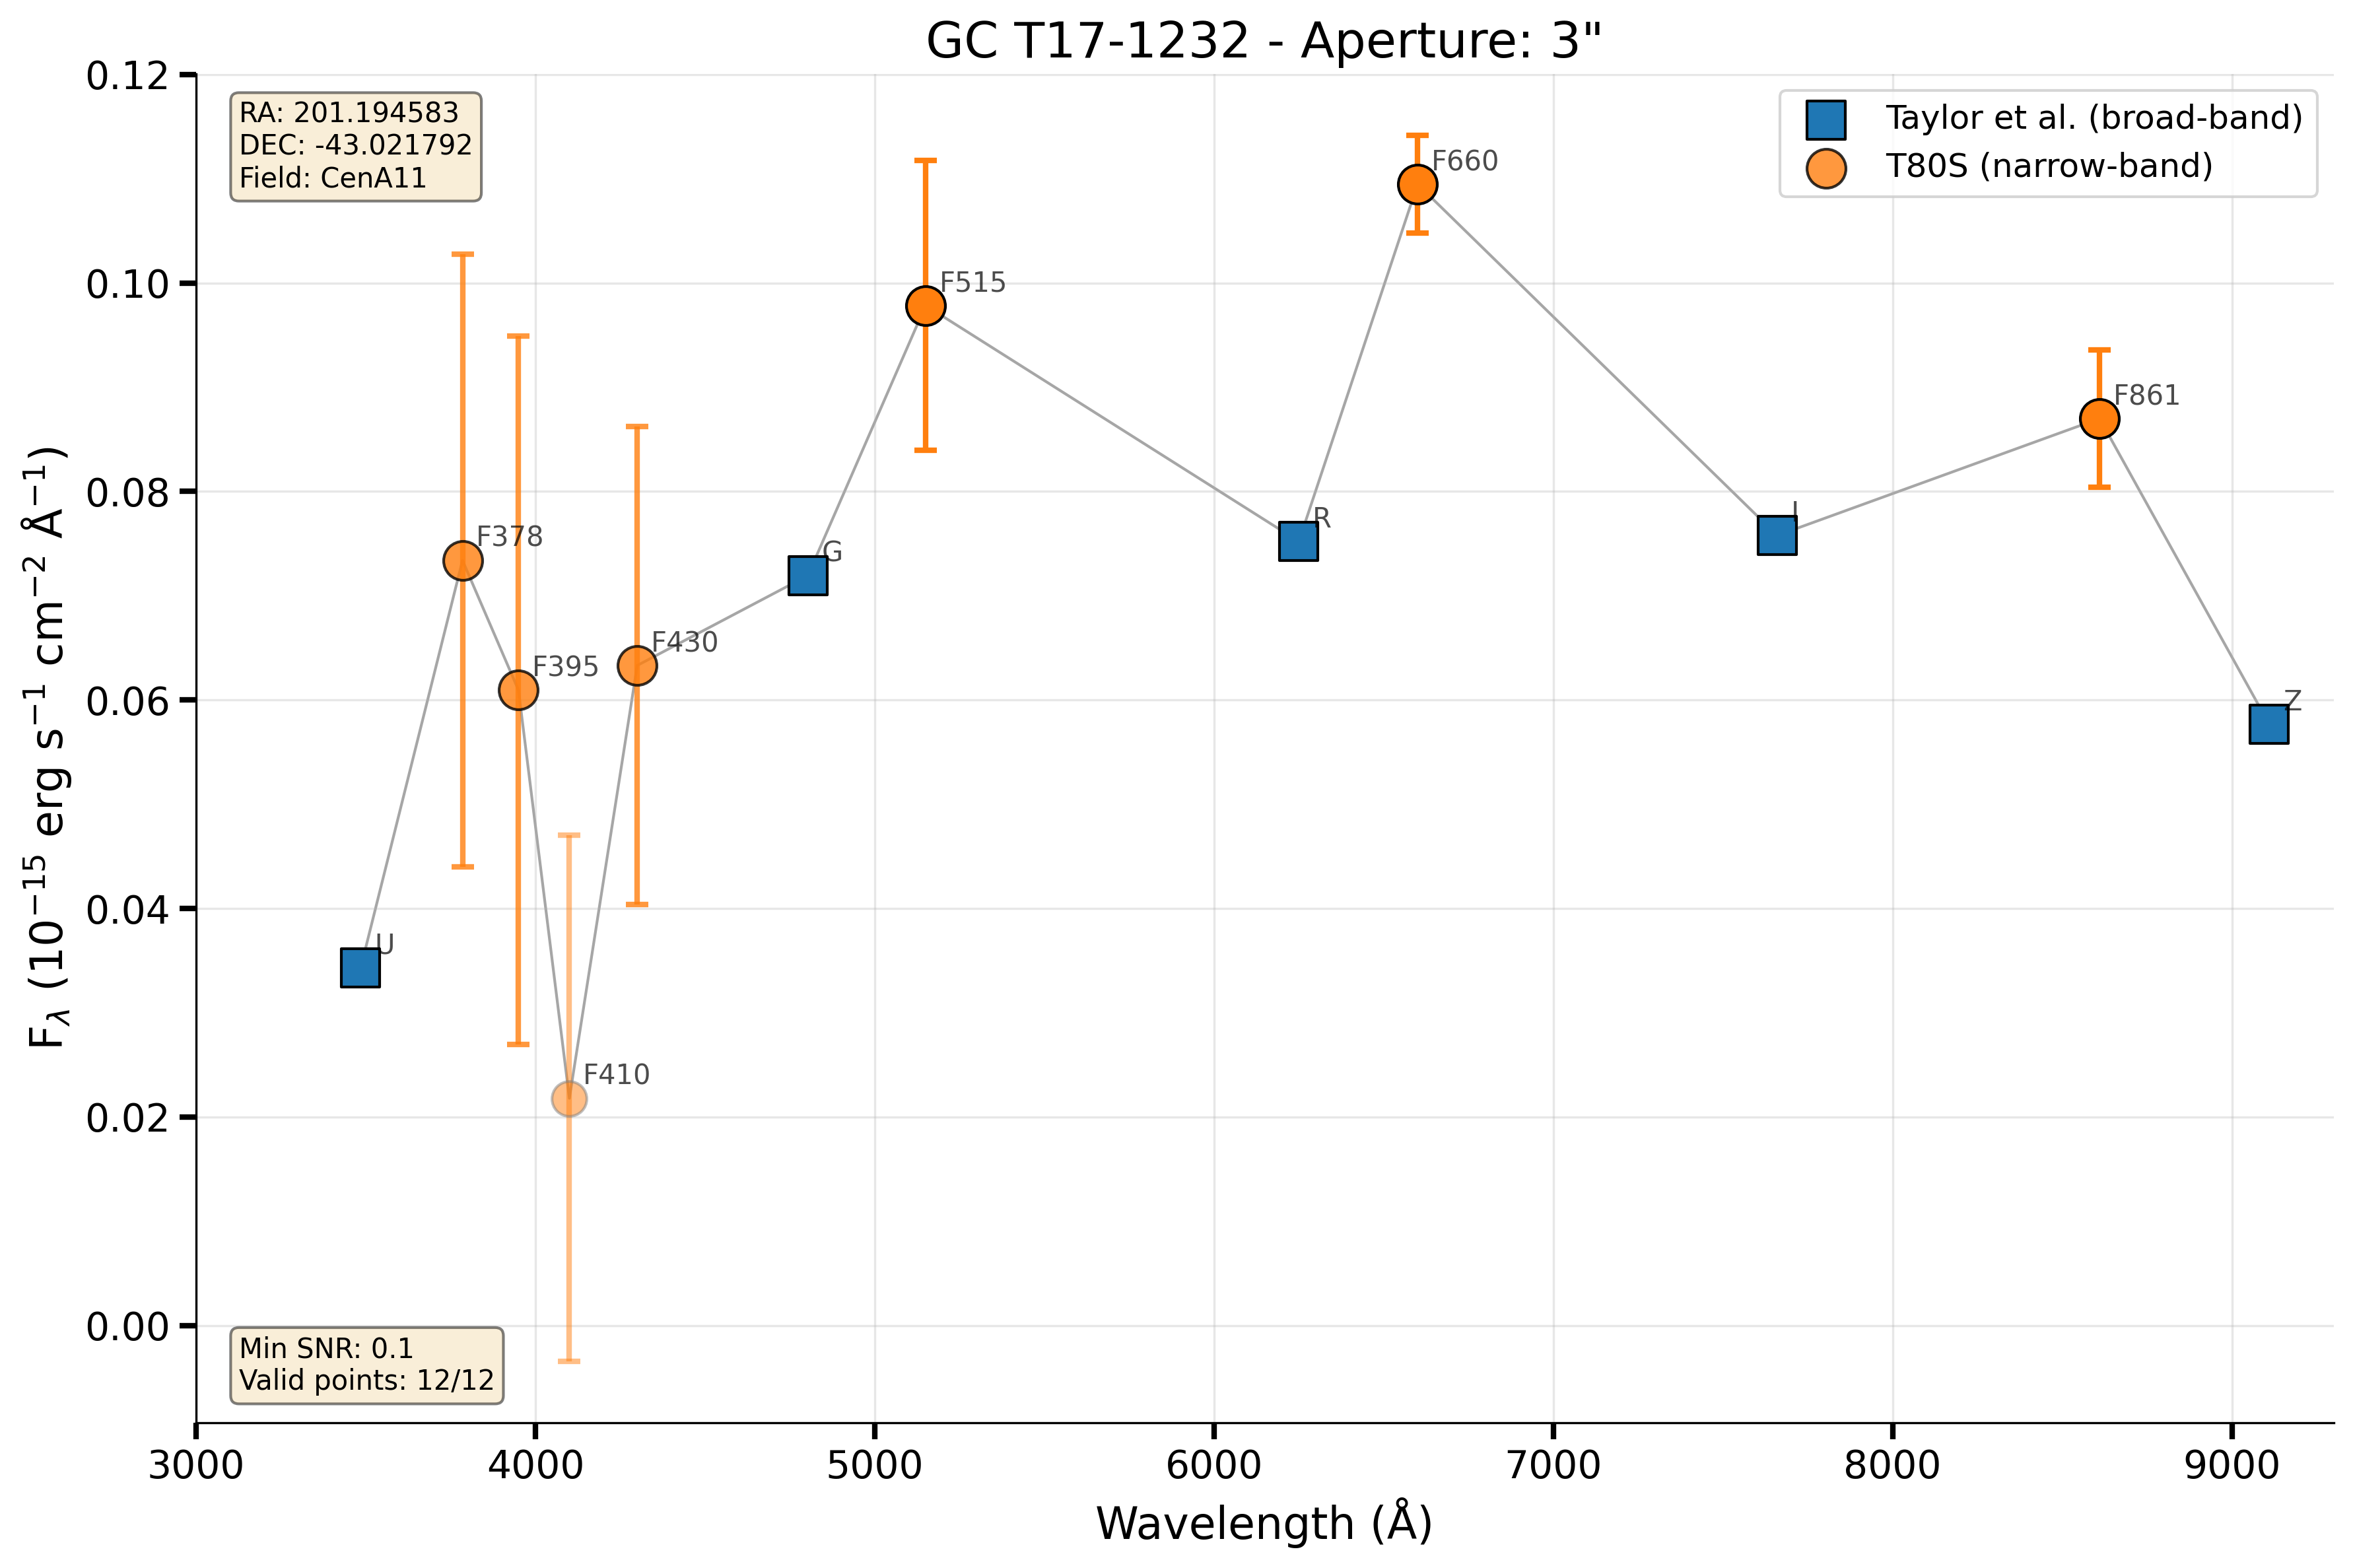 GC T17-1232 - Aperture: 3"
RA: 201.194583
DEC: -43.021792
Field: CenA11
Taylor et al. (broad-band)
T80S (narrow-band)
0.12
0.10
0.08
0.06
0.04
0.02
0.00
F$_λ$ (10⁻¹⁵ erg s⁻¹ cm⁻² Å⁻¹)
U
F378
F395
F410
F430
G
F515
R
F660
I
F861
Z
Min SNR: 0.1
Valid points: 12/12
3000 4000 5000 6000 7000 8000 9000
Wavelength (Å)